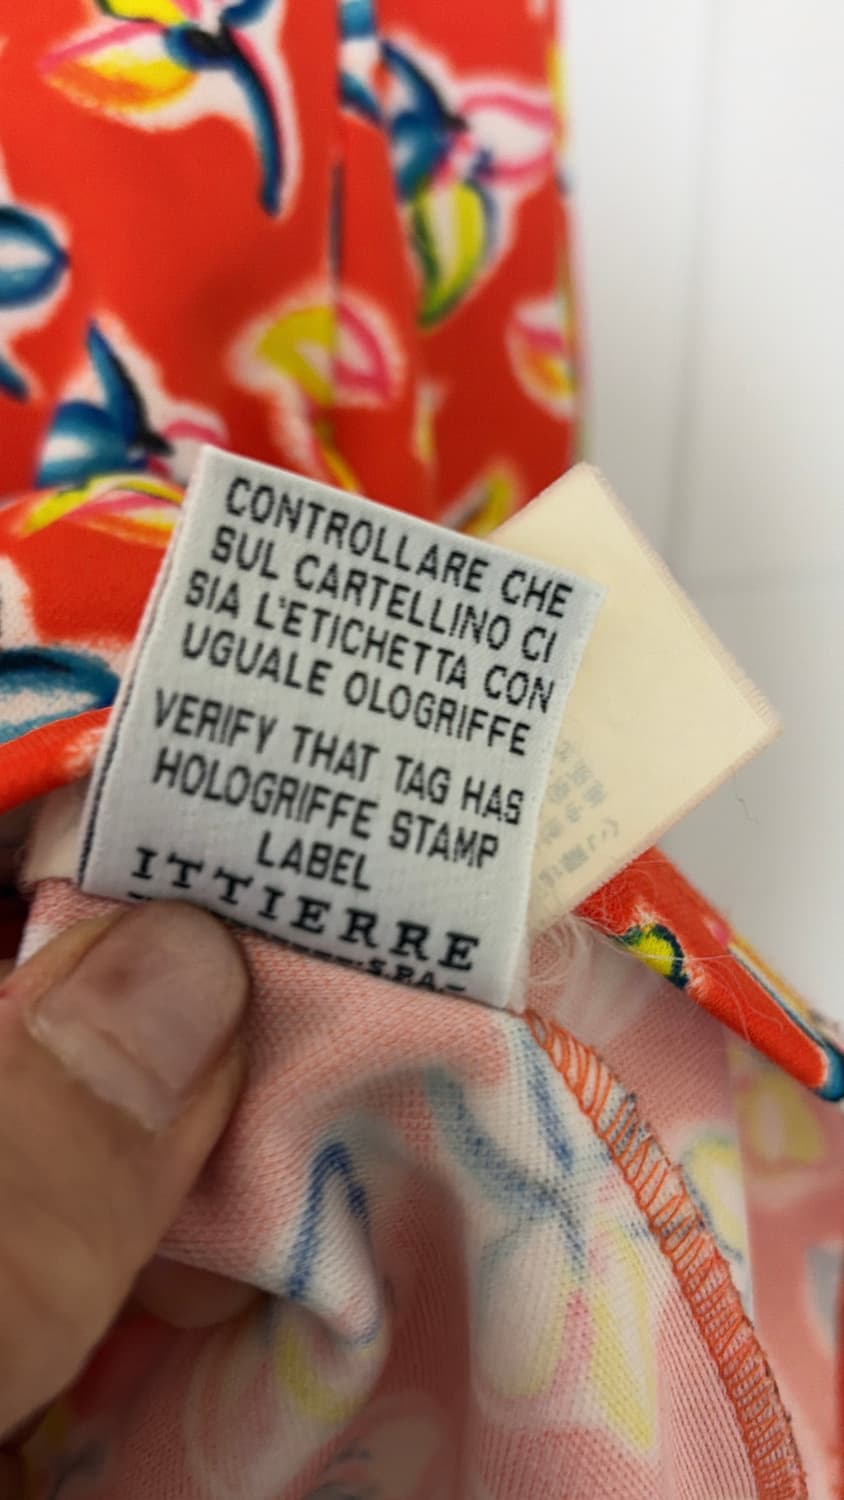 CONTROLLARE CHE
SUL CARTELLINO CI
SIA L'ETICHETTA CON
UGUALE OLOGRIFFE
VERIFY THAT TAG HAS
HOLOGRIFFE STAMP
LABEL
ITTIERRE
S.P.A.